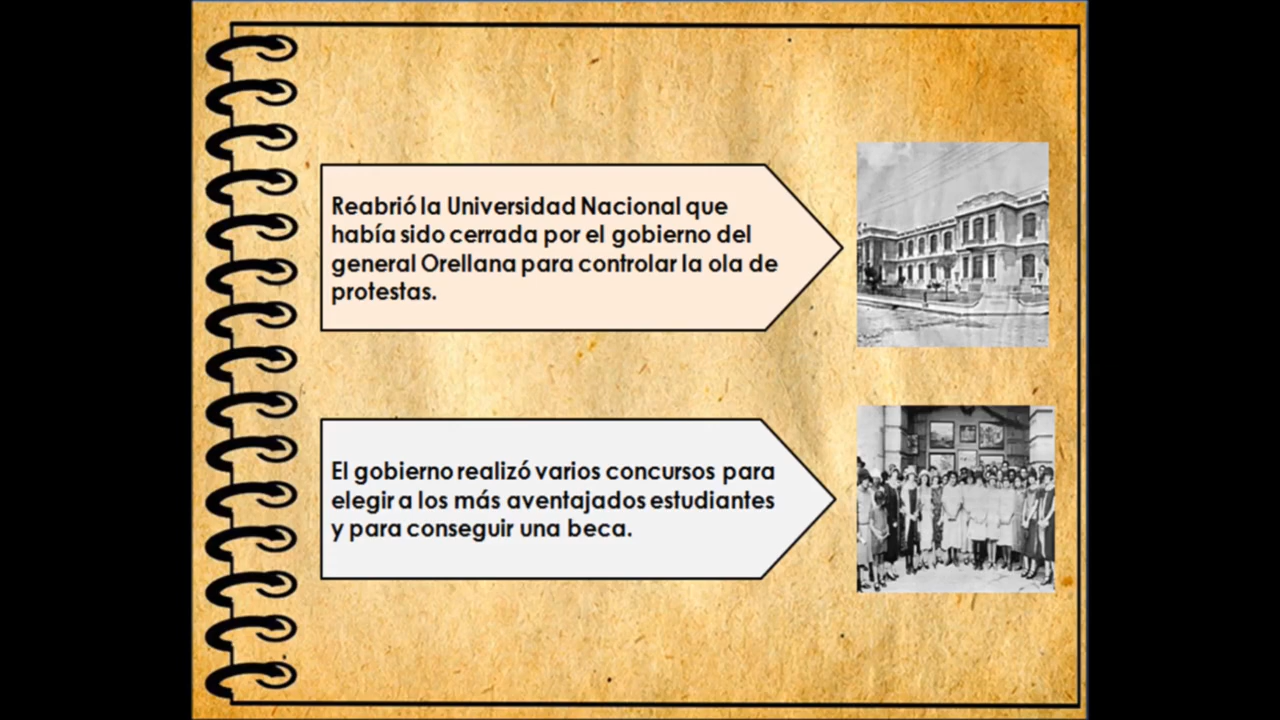 Reabrió la Universidad Nacional que
había sido cerrada por el gobierno del
general Orellana para controlar la ola de
protestas.
El gobierno realizó varios concursos para
elegir a los más aventajados estudiantes
y para conseguir una beca.